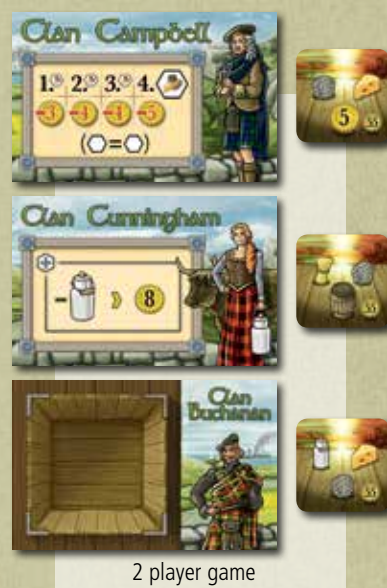 Clan Campbell
1. 2. 3. 4.
-3 -4 -4 -5
( = )
5
Clan Cunningham
- 8
Clan
Buchanan
2 player game